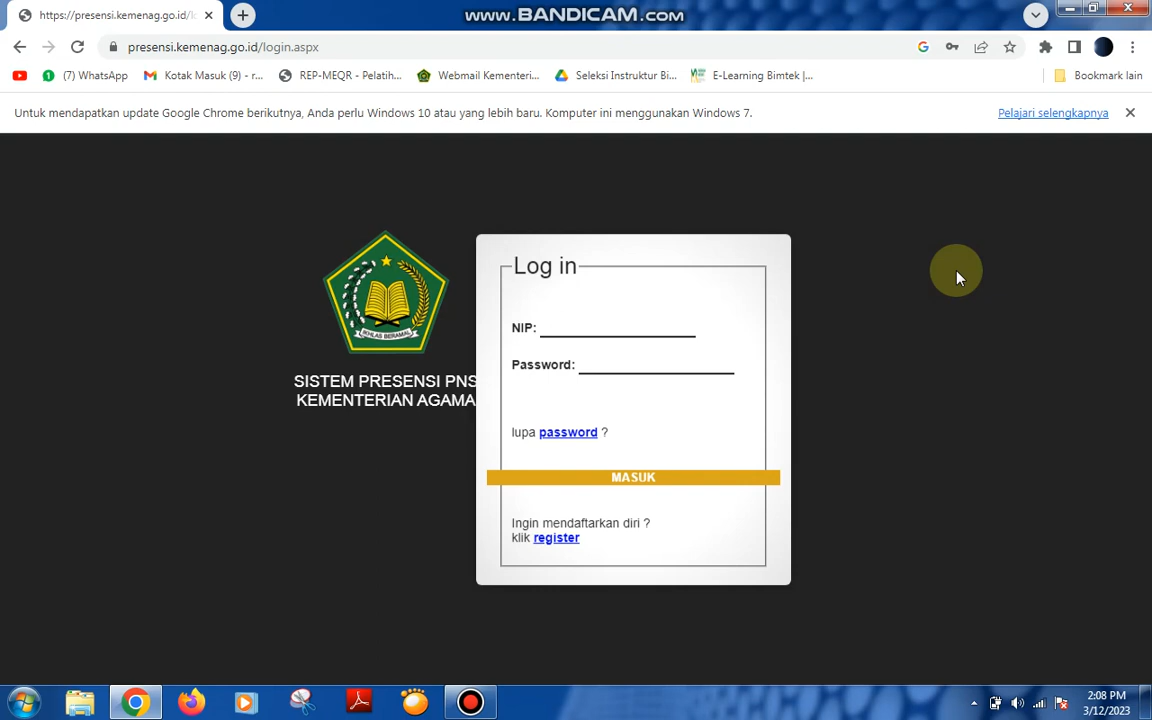 https://presensi.kemenag.go.id/l
www.BANDICAM.com
presensi.kemenag.go.id/login.aspx
(7) WhatsApp
Kotak Masuk (9) - r...
REP-MEQR - Pelatih...
Webmail Kementeri...
Seleksi Instruktur Bi...
E-Learning Bimtek |...
Bookmark lain
Untuk mendapatkan update Google Chrome berikutnya, Anda perlu Windows 10 atau yang lebih baru. Komputer ini menggunakan Windows 7.
Pelajari selengkapnya
IKHLAS BERAMAL
SISTEM PRESENSI PNS
KEMENTERIAN AGAMA
Log in
NIP:
Password:
lupa password ?
MASUK
Ingin mendaftarkan diri ?
klik register
2:08 PM
3/12/2023